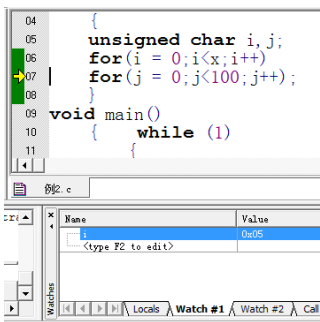 04 {
05 unsigned char i,j;
06 for(i = 0;i<x;i++)
07 for(j = 0;j<100;j++);
08 }
09 void main()
10 { while (1)
11 {
例2.c
Name Value
i 0x05
<type F2 to edit>
Watches
Locals Watch #1 Watch #2 Call